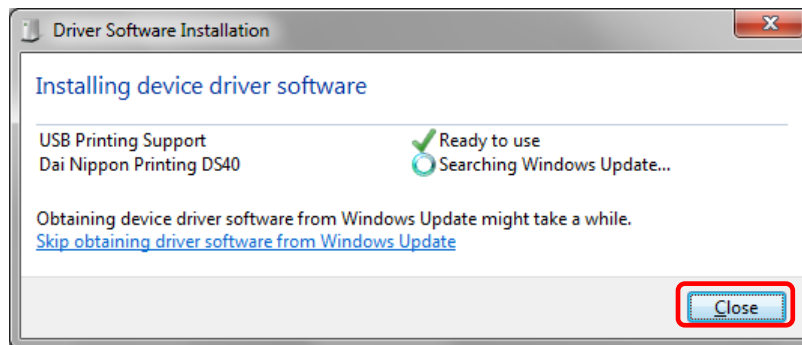 Driver Software Installation
Installing device driver software
USB Printing Support Ready to use
Dai Nippon Printing DS40 Searching Windows Update...
Obtaining device driver software from Windows Update might take a while.
Skip obtaining driver software from Windows Update
Close